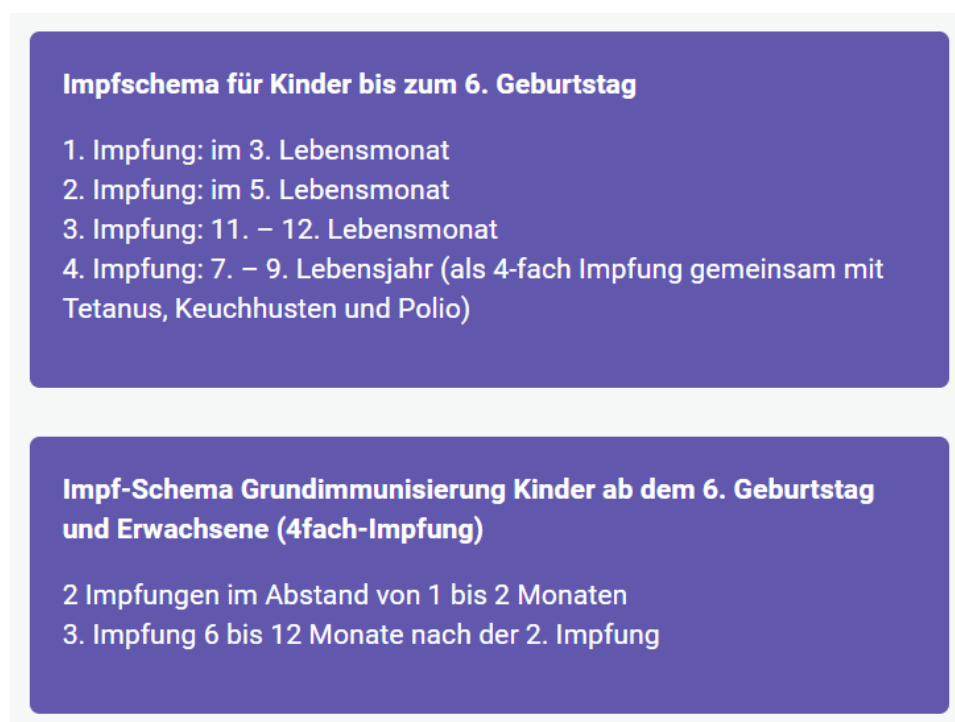 Impfschema für Kinder bis zum 6. Geburtstag
1. Impfung: im 3. Lebensmonat
2. Impfung: im 5. Lebensmonat
3. Impfung: 11. – 12. Lebensmonat
4. Impfung: 7. – 9. Lebensjahr (als 4-fach Impfung gemeinsam mit
Tetanus, Keuchhusten und Polio)
Impf-Schema Grundimmunisierung Kinder ab dem 6. Geburtstag
und Erwachsene (4fach-Impfung)
2 Impfungen im Abstand von 1 bis 2 Monaten
3. Impfung 6 bis 12 Monate nach der 2. Impfung